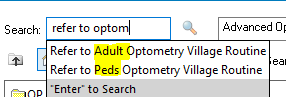 Search: refer to optom Advanced Op
Refer to Adult Optometry Village Routine
Refer to Peds Optometry Village Routine
"Enter" to Search